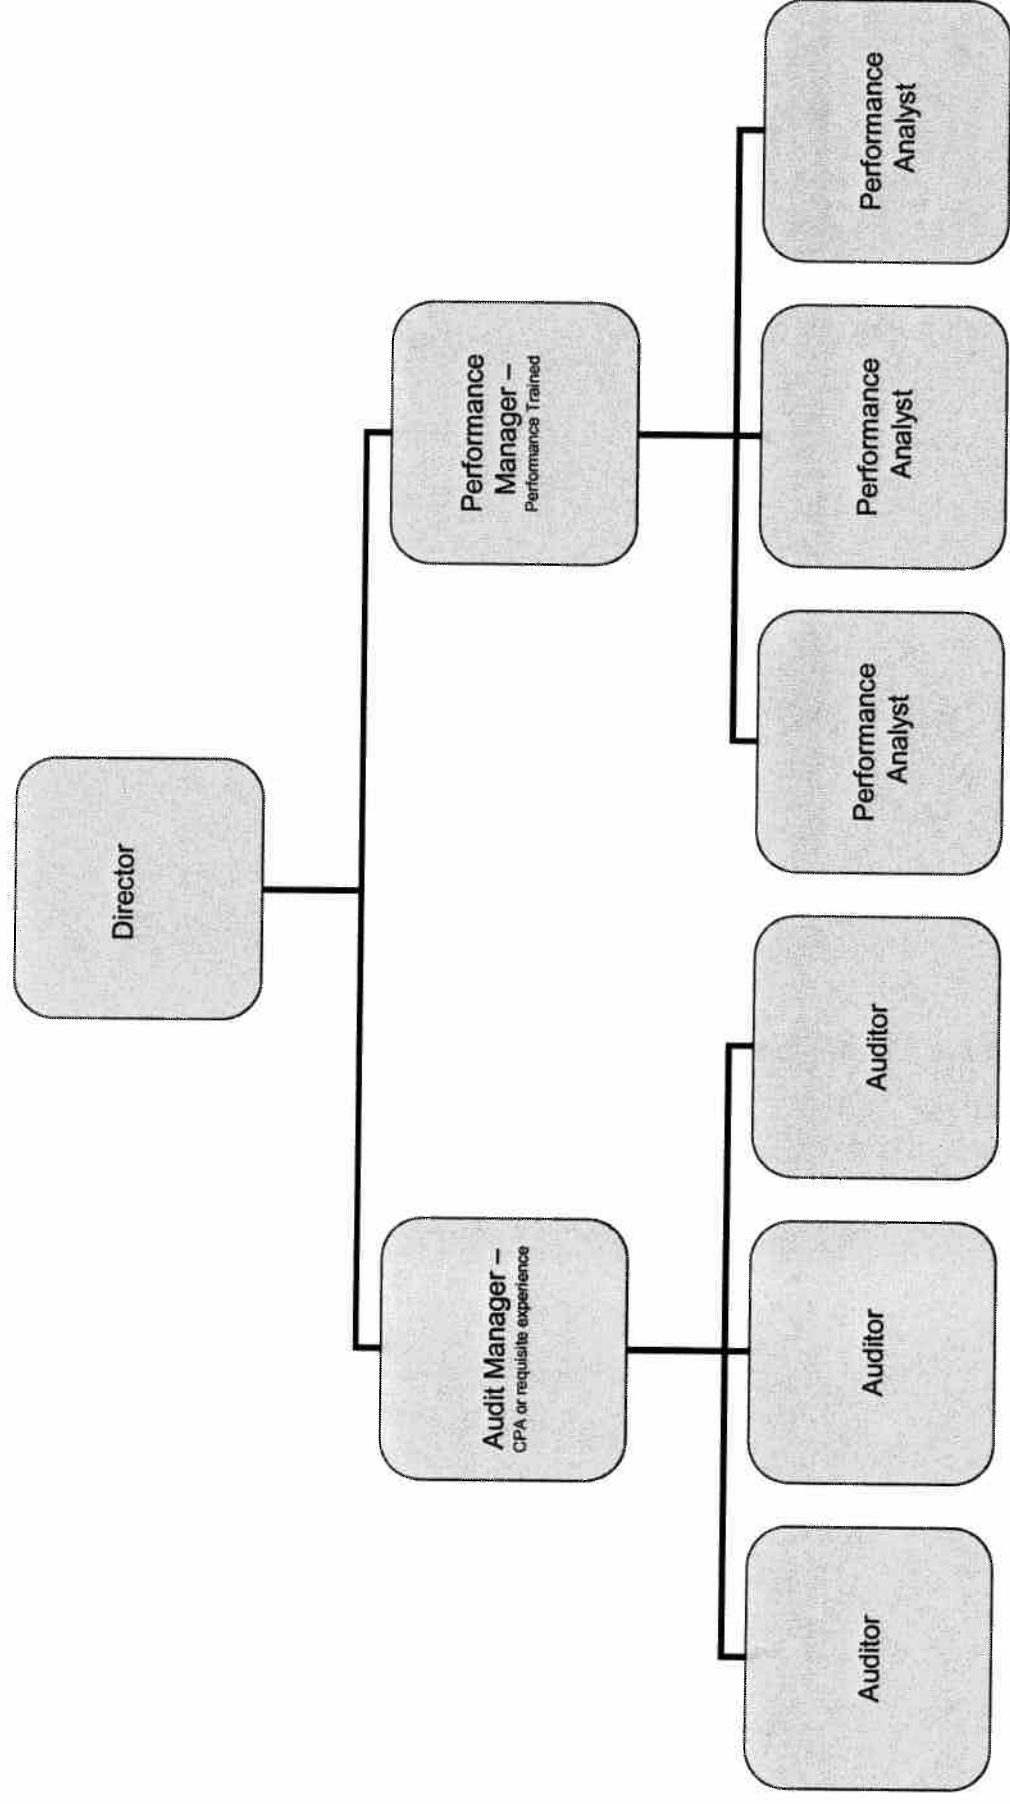 Director
Audit Manager –
CPA or requisite experience
Performance
Manager –
Performance Trained
Auditor
Auditor
Auditor
Performance
Analyst
Performance
Analyst
Performance
Analyst